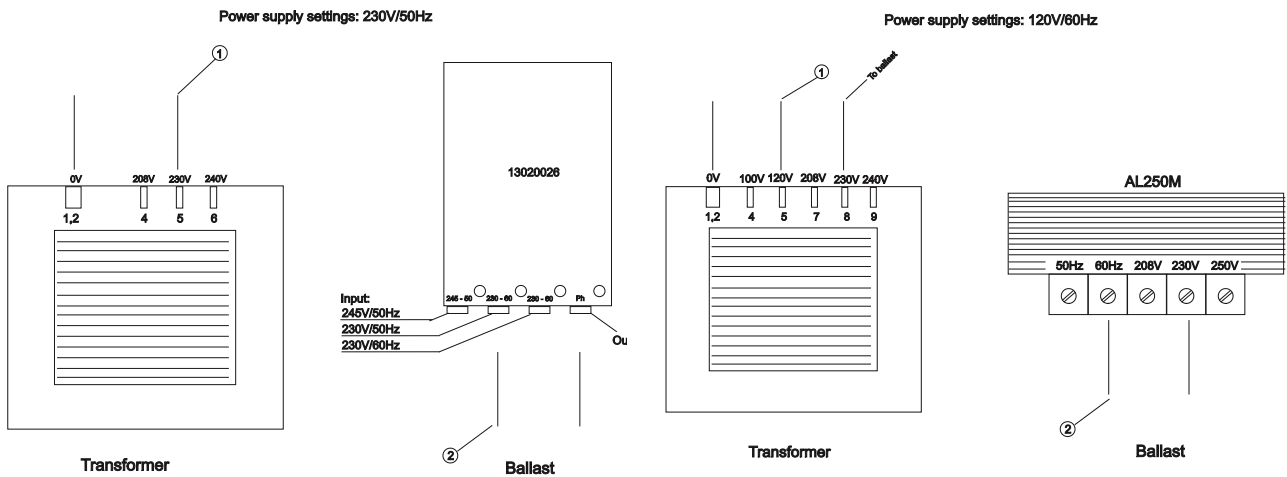 Power supply settings: 230V/50Hz
1
0V 208V 230V 240V
1,2 4 5 6
Transformer
13020026
245 - 50 230 - 60 230 - 60 Ph
Input:
245V/50Hz
230V/50Hz
230V/60Hz
Ou
2
Ballast
Power supply settings: 120V/60Hz
1
To ballast
0V 100V 120V 208V 230V 240V
1,2 4 5 7 8 9
Transformer
AL250M
50Hz 60Hz 208V 230V 250V
2
Ballast